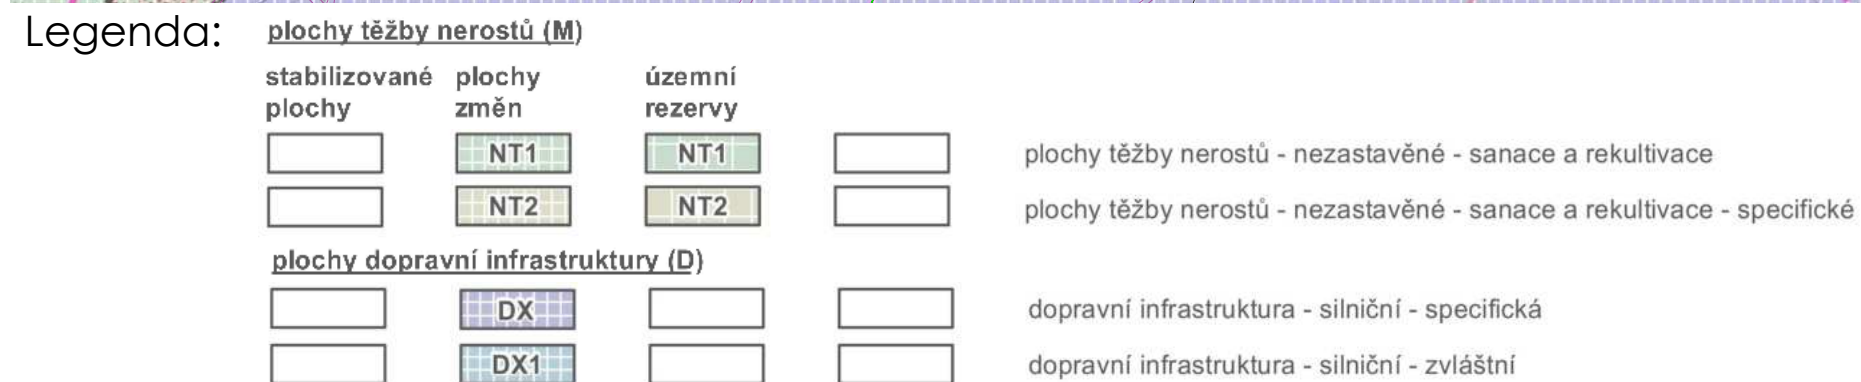 Legenda:
plochy těžby nerostů (M)
stabilizované plochy plochy změn územní rezervy
NT1 NT1 plochy těžby nerostů - nezastavěné - sanace a rekultivace
NT2 NT2 plochy těžby nerostů - nezastavěné - sanace a rekultivace - specifické
plochy dopravní infrastruktury (D)
DX dopravní infrastruktura - silniční - specifická
DX1 dopravní infrastruktura - silniční - zvláštní